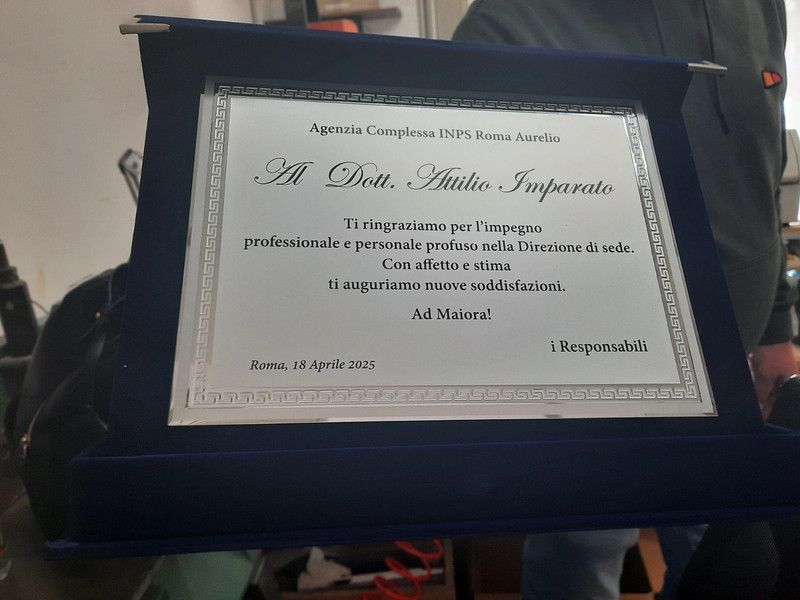 Agenzia Complessa INPS Roma Aurelio
Al Dott. Attilio Imparato
Ti ringraziamo per l'impegno
professionale e personale profuso nella Direzione di sede.
Con affetto e stima
ti auguriamo nuove soddisfazioni.
Ad Maiora!
i Responsabili
Roma, 18 Aprile 2025